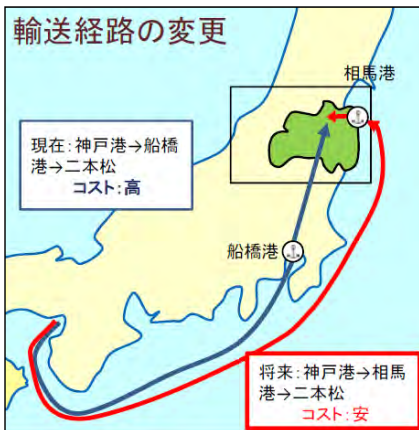 輸送経路の変更
相馬港
現在：神戸港→船橋
港→二本松
コスト：高
船橋港
将来：神戸港→相馬
港→二本松
コスト：安